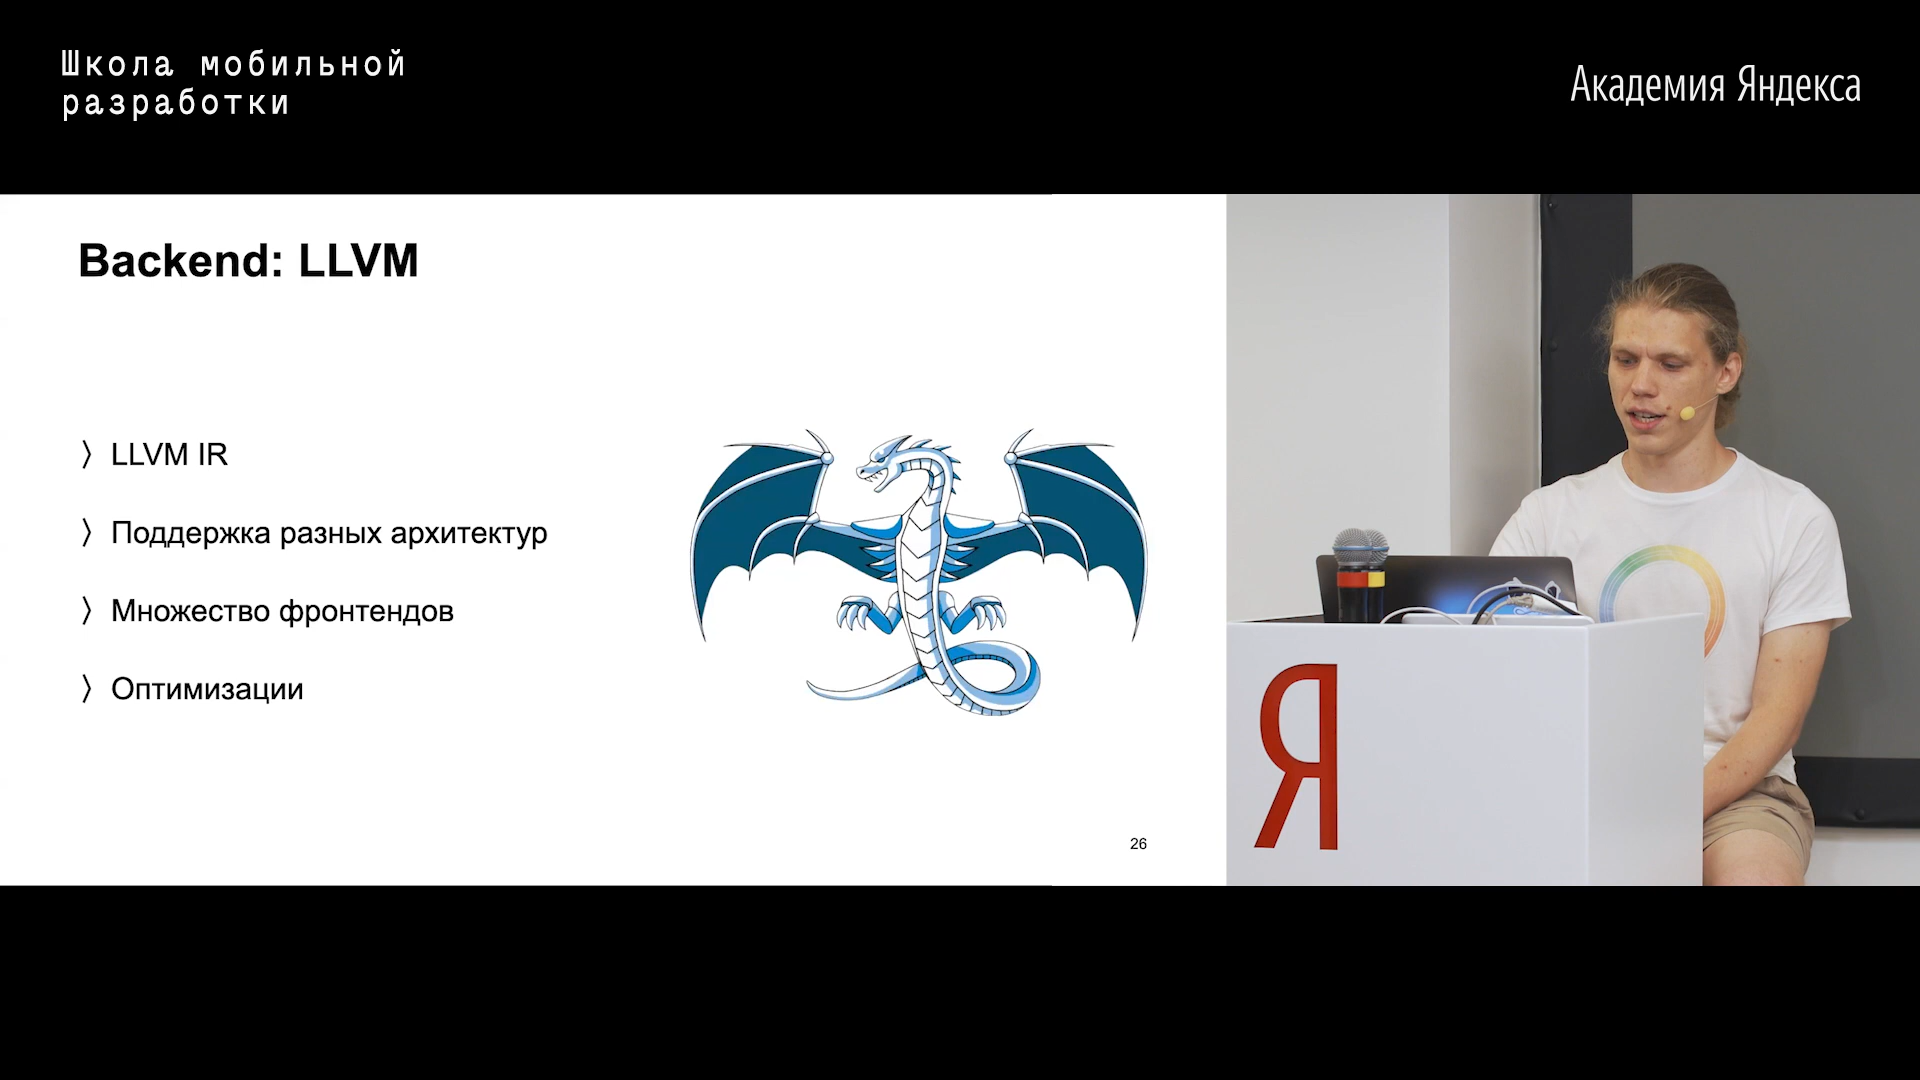 Школа мобильной
разработки
Академия Яндекса
Backend: LLVM
〉 LLVM IR
〉 Поддержка разных архитектур
〉 Множество фронтендов
〉 Оптимизации
26
Я